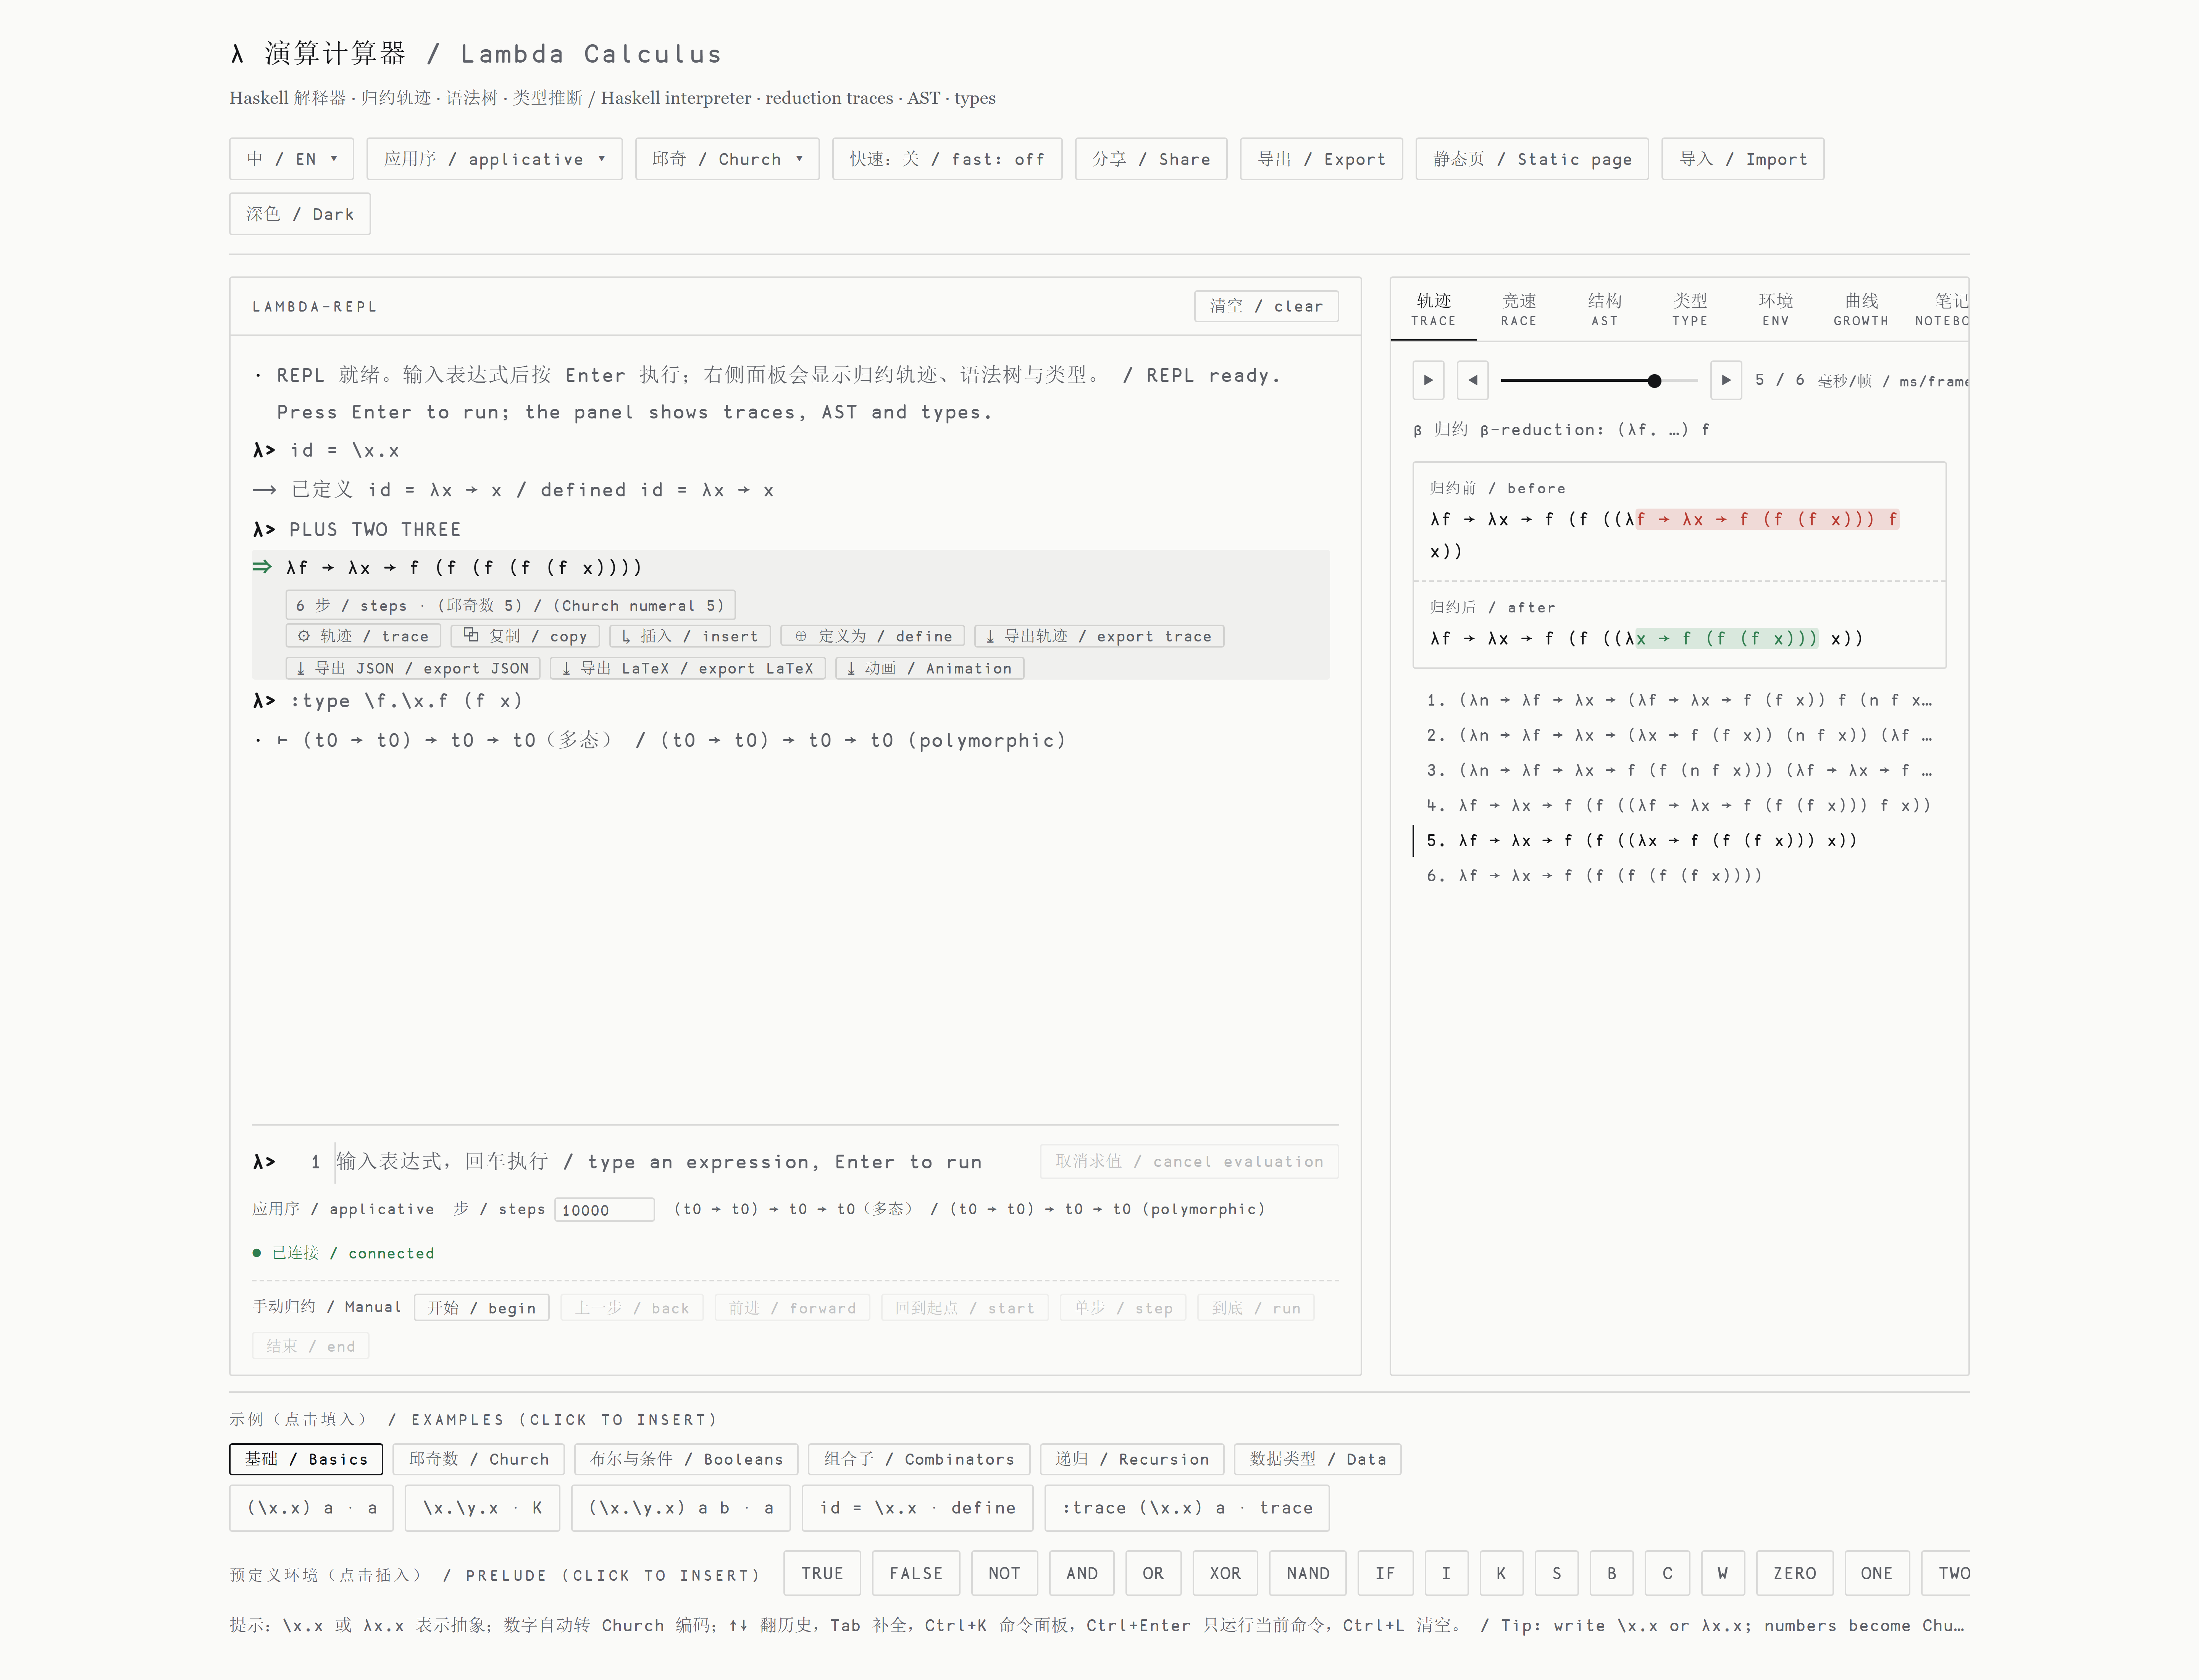 λ 演算计算器 / Lambda Calculus
Haskell 解释器 · 归约轨迹 · 语法树 · 类型推断 / Haskell interpreter · reduction traces · AST · types
中 / EN ▾ 应用序 / applicative ▾ 邱奇 / Church ▾ 快速: 关 / fast: off 分享 / Share 导出 / Export 静态页 / Static page 导入 / Import
深色 / Dark
LAMBDA-REPL 清空 / clear
· REPL 就绪。输入表达式后按 Enter 执行; 右侧面板会显示归约轨迹、语法树与类型。 / REPL ready.
Press Enter to run; the panel shows traces, AST and types.
λ> id = \x.x
⟶ 已定义 id = λx → x / defined id = λx → x
λ> PLUS TWO THREE
⇒ λf → λx → f (f (f (f (f x))))
6 步 / steps · (邱奇数 5) / (Church numeral 5)
⚙ 轨迹 / trace ⧉ 复制 / copy ↳ 插入 / insert ⊕ 定义为 / define ↓ 导出轨迹 / export trace
↓ 导出 JSON / export JSON ↓ 导出 LaTeX / export LaTeX ↓ 动画 / Animation
λ> :type \f.\x.f (f x)
· ⊢ (t0 → t0) → t0 → t0（多态） / (t0 → t0) → t0 → t0 (polymorphic)
λ> 1 输入表达式, 回车执行 / type an expression, Enter to run 取消求值 / cancel evaluation
应用序 / applicative 步 / steps 10000 (t0 → t0) → t0 → t0（多态） / (t0 → t0) → t0 → t0 (polymorphic)
● 已连接 / connected
手动归约 / Manual 开始 / begin 上一步 / back 前进 / forward 回到起点 / start 单步 / step 到底 / run
结束 / end
轨迹 竞速 结构 类型 环境 曲线 笔记
TRACE RACE AST TYPE ENV GROWTH NOTEBO
▶ ◀ ▶ 5 / 6 毫秒/帧 / ms/frame
β 归约 β-reduction: (λf. …) f
归约前 / before
λf → λx → f (f ((λf → λx → f (f (f x))) f
x))
归约后 / after
λf → λx → f (f ((λx → f (f (f x))) x))
1. (λn → λf → λx → (λf → λx → f (f x)) f (n f x…
2. (λn → λf → λx → (λx → f (f x)) (n f x)) (λf …
3. (λn → λf → λx → f (f (n f x))) (λf → λx → f …
4. λf → λx → f (f ((λf → λx → f (f (f x))) f x))
5. λf → λx → f (f ((λx → f (f (f x))) x))
6. λf → λx → f (f (f (f (f x))))
示例（点击填入） / EXAMPLES (CLICK TO INSERT)
基础 / Basics 邱奇数 / Church 布尔与条件 / Booleans 组合子 / Combinators 递归 / Recursion 数据类型 / Data
(\x.x) a · a \x.\y.x · K (\x.\y.x) a b · a id = \x.x · define :trace (\x.x) a · trace
预定义环境（点击插入） / PRELUDE (CLICK TO INSERT) TRUE FALSE NOT AND OR XOR NAND IF I K S B C W ZERO ONE TWO
提示: \x.x 或 λx.x 表示抽象; 数字自动转 Church 编码; ↑↓ 翻历史, Tab 补全, Ctrl+K 命令面板, Ctrl+Enter 只运行当前命令, Ctrl+L 清空。 / Tip: write \x.x or λx.x; numbers become Chu…